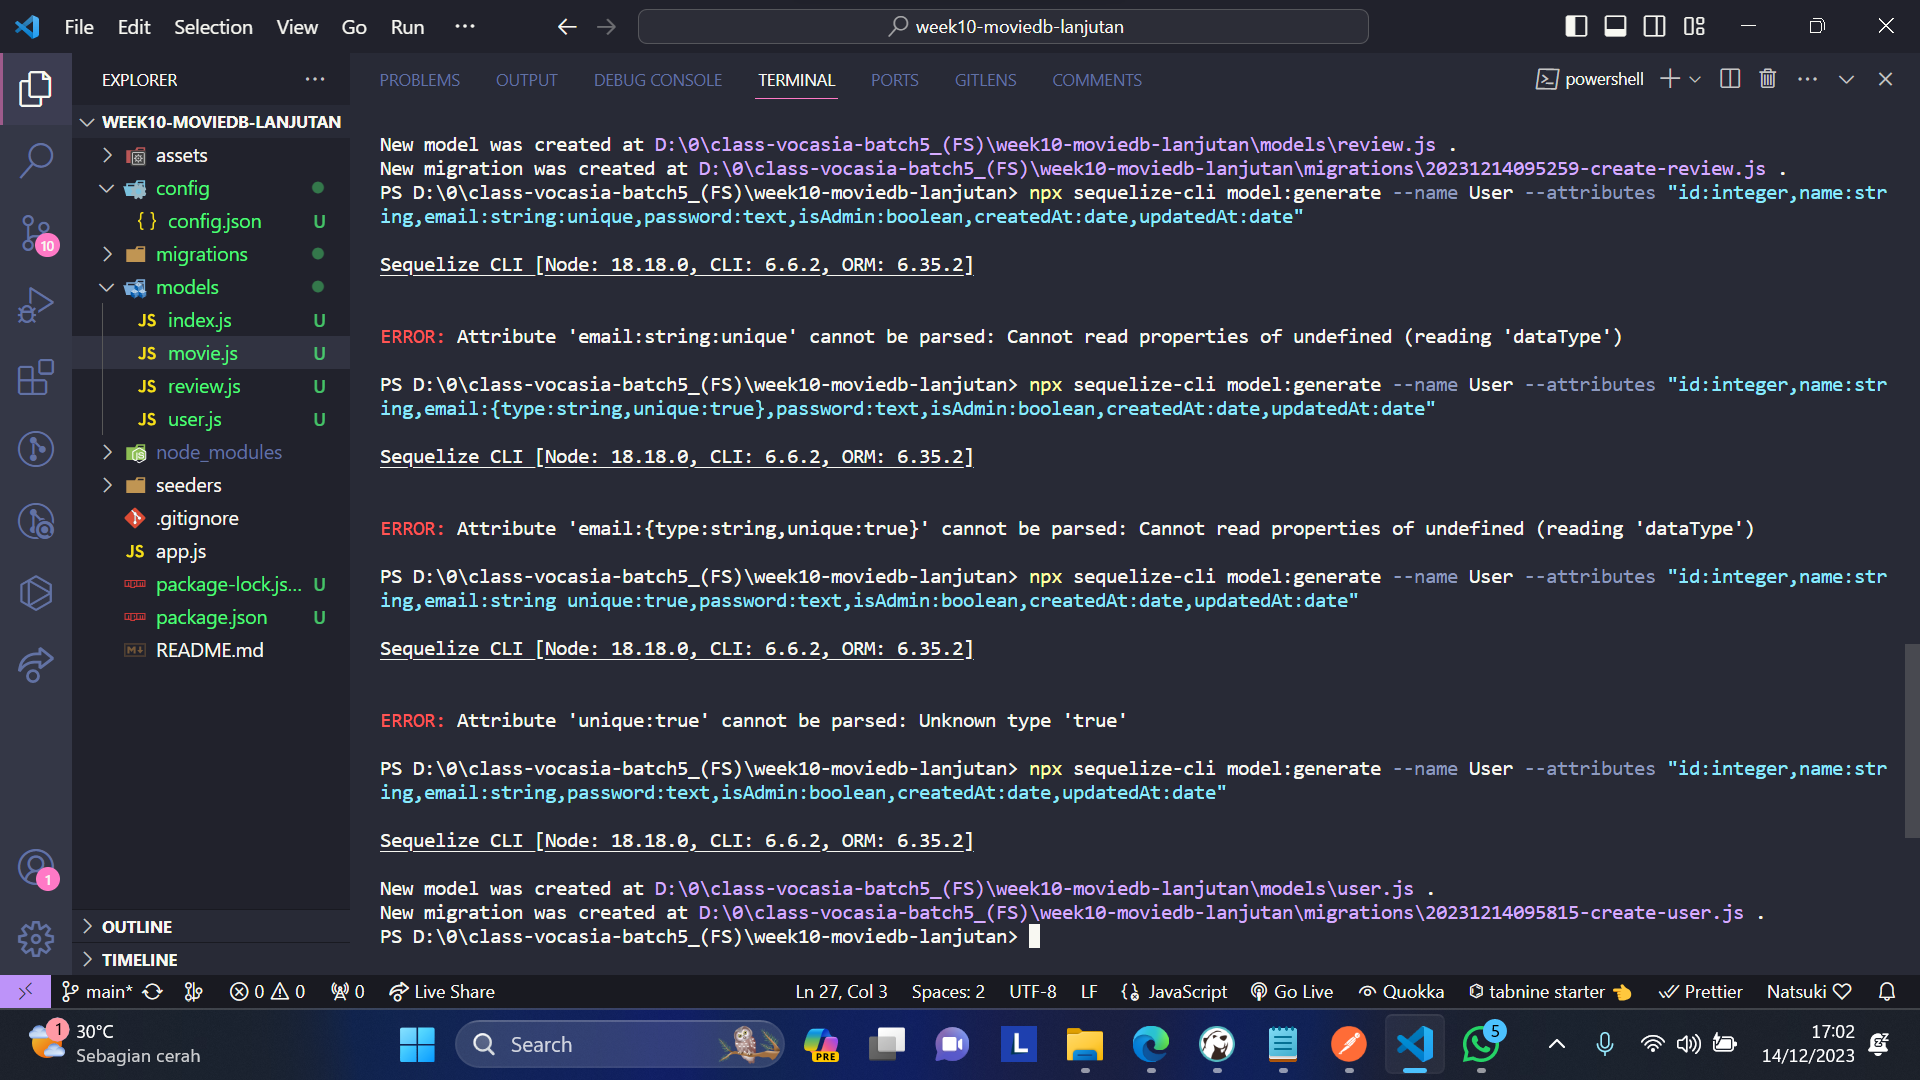 File Edit Selection View Go Run ···
week10-moviedb-lanjutan
EXPLORER
WEEK10-MOVIEDB-LANJUTAN
assets
config
config.json U
migrations
models
index.js U
movie.js U
review.js U
user.js U
node_modules
seeders
.gitignore
app.js
package-lock.js... U
package.json U
README.md
OUTLINE
TIMELINE
10
1
PROBLEMS OUTPUT DEBUG CONSOLE TERMINAL PORTS GITLENS COMMENTS
powershell
New model was created at D:\0\class-vocasia-batch5_(FS)\week10-moviedb-lanjutan\models\review.js .
New migration was created at D:\0\class-vocasia-batch5_(FS)\week10-moviedb-lanjutan\migrations\20231214095259-create-review.js .
PS D:\0\class-vocasia-batch5_(FS)\week10-moviedb-lanjutan> npx sequelize-cli model:generate --name User --attributes "id:integer,name:str
ing,email:string:unique,password:text,isAdmin:boolean,createdAt:date,updatedAt:date"
Sequelize CLI [Node: 18.18.0, CLI: 6.6.2, ORM: 6.35.2]
ERROR: Attribute 'email:string:unique' cannot be parsed: Cannot read properties of undefined (reading 'dataType')
PS D:\0\class-vocasia-batch5_(FS)\week10-moviedb-lanjutan> npx sequelize-cli model:generate --name User --attributes "id:integer,name:str
ing,email:{type:string,unique:true},password:text,isAdmin:boolean,createdAt:date,updatedAt:date"
Sequelize CLI [Node: 18.18.0, CLI: 6.6.2, ORM: 6.35.2]
ERROR: Attribute 'email:{type:string,unique:true}' cannot be parsed: Cannot read properties of undefined (reading 'dataType')
PS D:\0\class-vocasia-batch5_(FS)\week10-moviedb-lanjutan> npx sequelize-cli model:generate --name User --attributes "id:integer,name:str
ing,email:string unique:true,password:text,isAdmin:boolean,createdAt:date,updatedAt:date"
Sequelize CLI [Node: 18.18.0, CLI: 6.6.2, ORM: 6.35.2]
ERROR: Attribute 'unique:true' cannot be parsed: Unknown type 'true'
PS D:\0\class-vocasia-batch5_(FS)\week10-moviedb-lanjutan> npx sequelize-cli model:generate --name User --attributes "id:integer,name:str
ing,email:string,password:text,isAdmin:boolean,createdAt:date,updatedAt:date"
Sequelize CLI [Node: 18.18.0, CLI: 6.6.2, ORM: 6.35.2]
New model was created at D:\0\class-vocasia-batch5_(FS)\week10-moviedb-lanjutan\models\user.js .
New migration was created at D:\0\class-vocasia-batch5_(FS)\week10-moviedb-lanjutan\migrations\20231214095815-create-user.js .
PS D:\0\class-vocasia-batch5_(FS)\week10-moviedb-lanjutan>
main* 0 0 0 Live Share Ln 27, Col 3 Spaces: 2 UTF-8 LF JavaScript Go Live Quokka tabnine starter Prettier Natsuki
1 30°C
Sebagian cerah
Search
PRE
L
5
17:02
14/12/2023